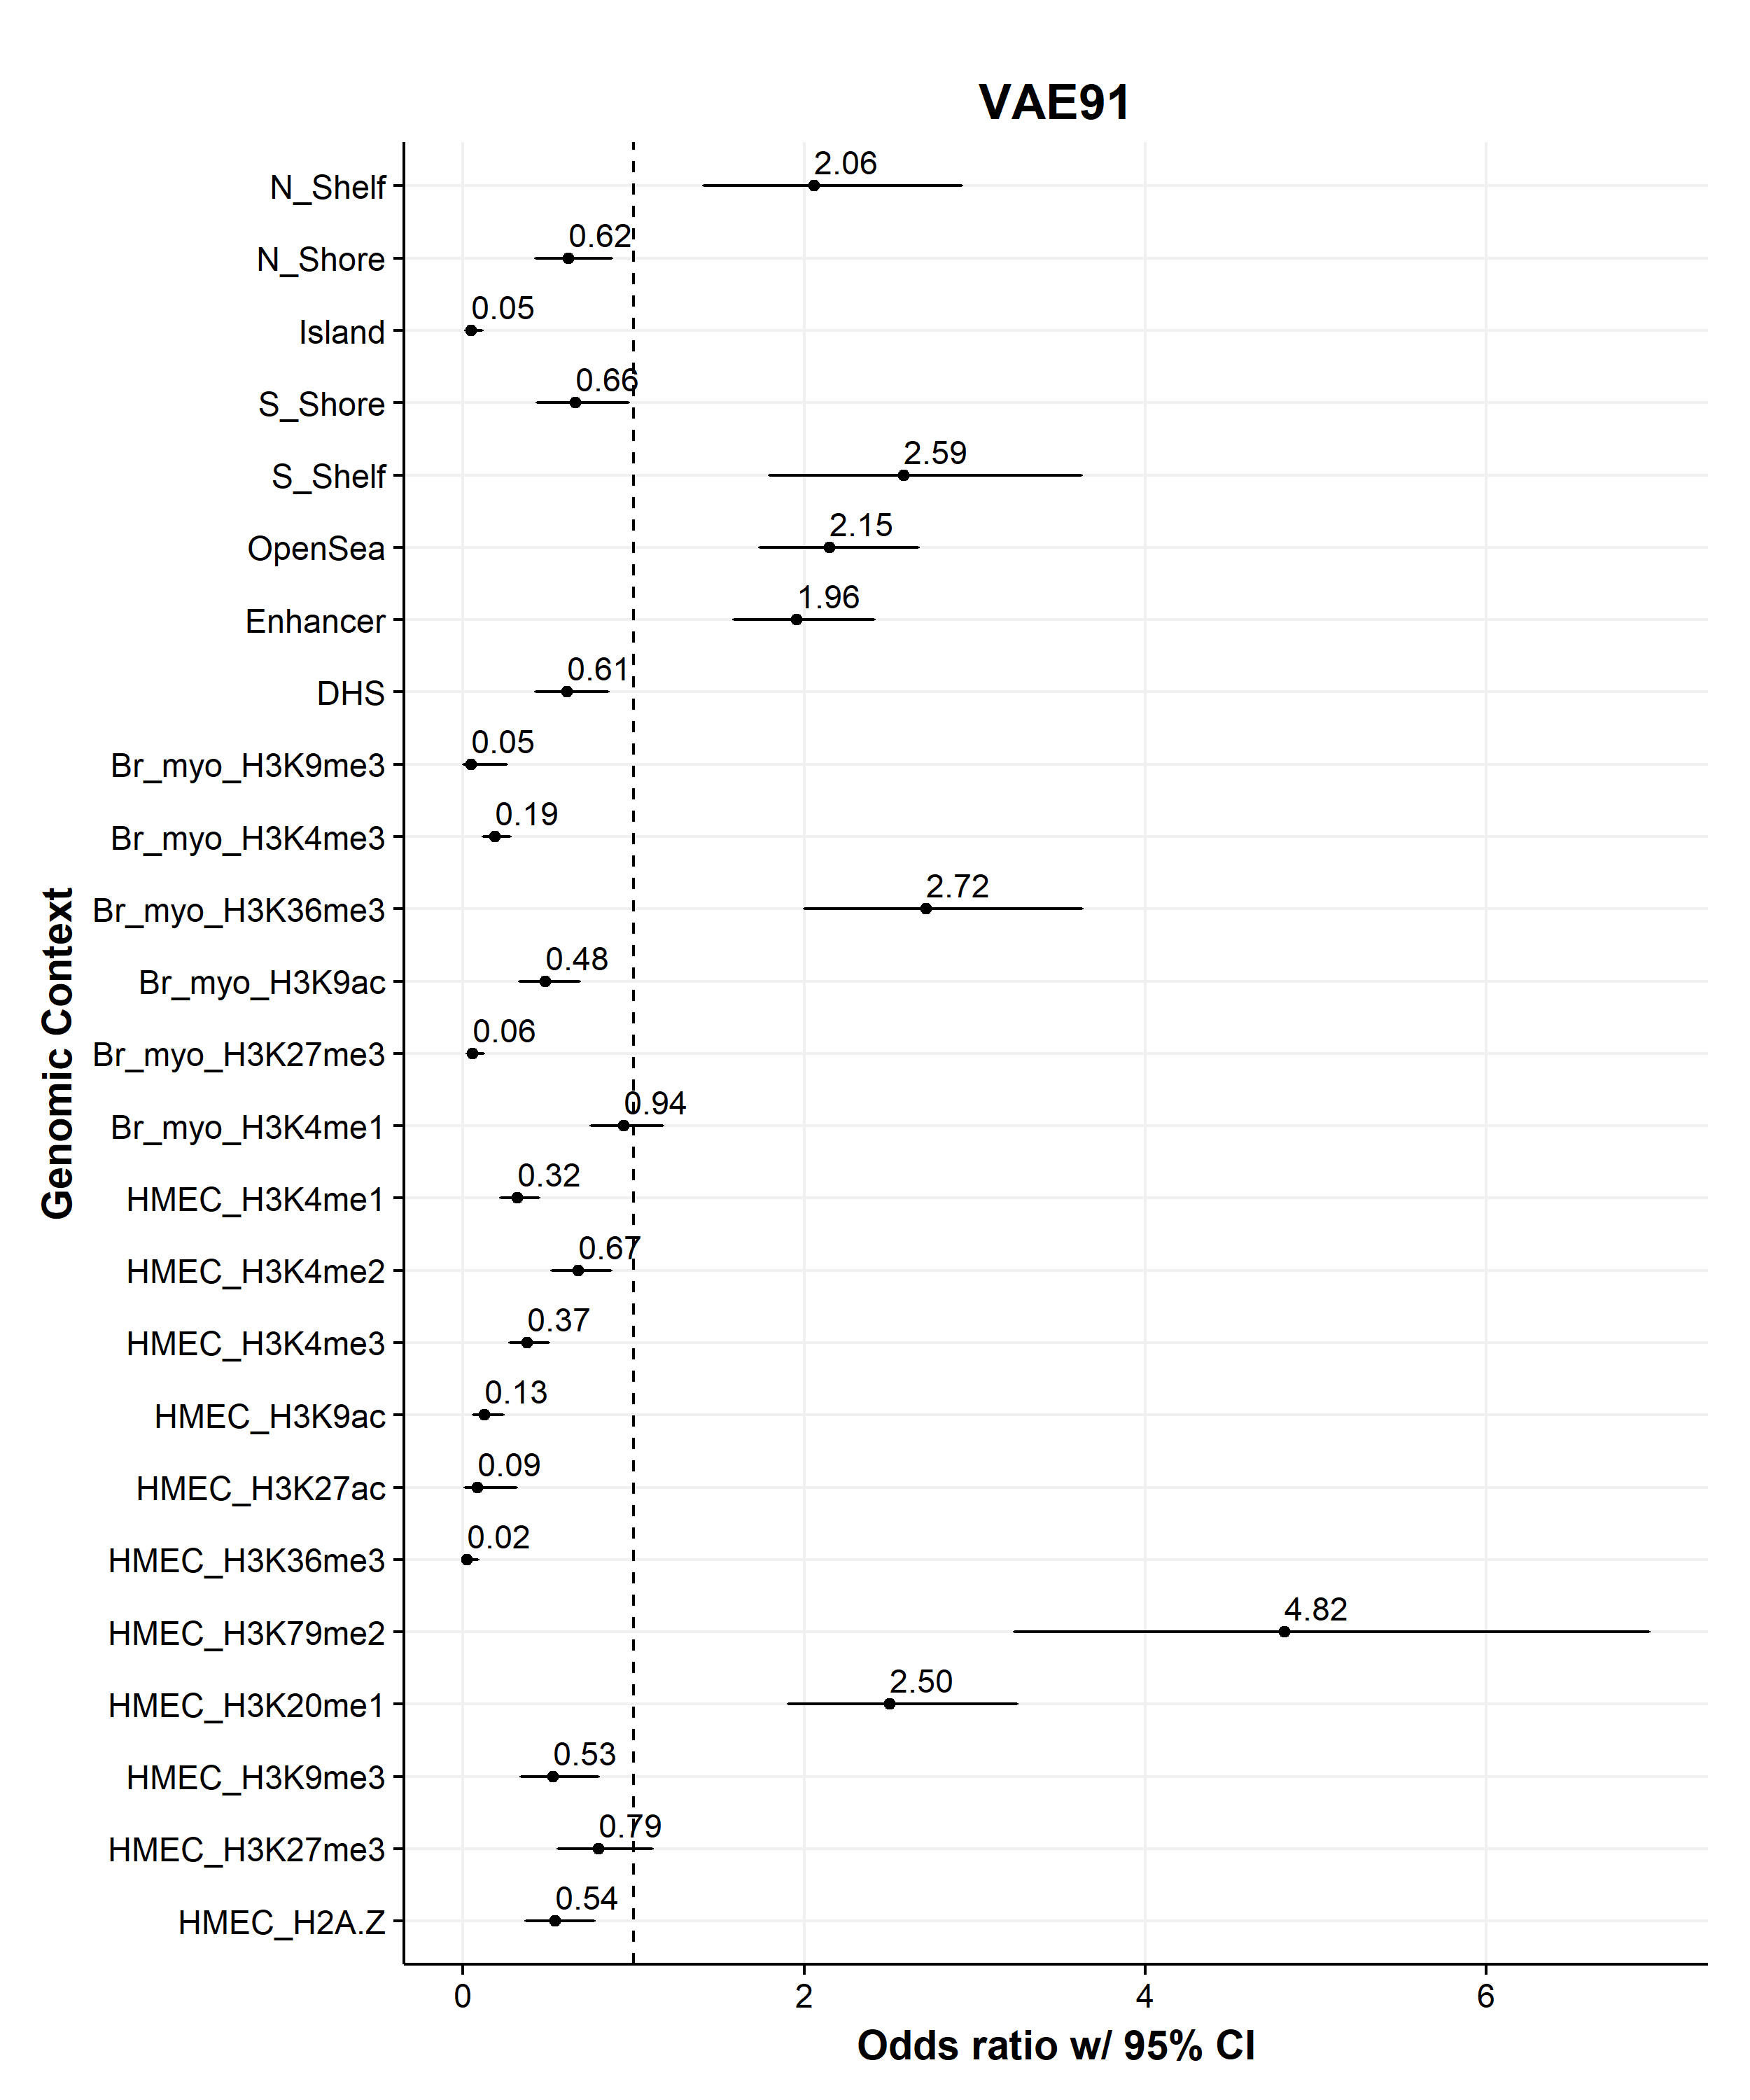 VAE91
N_Shelf 2.06
N_Shore 0.62
Island 0.05
S_Shore 0.66
S_Shelf 2.59
OpenSea 2.15
Enhancer 1.96
DHS 0.61
Br_myo_H3K9me3 0.05
Br_myo_H3K4me3 0.19
Br_myo_H3K36me3 2.72
Br_myo_H3K9ac 0.48
Br_myo_H3K27me3 0.06
Br_myo_H3K4me1 0.94
HMEC_H3K4me1 0.32
HMEC_H3K4me2 0.67
HMEC_H3K4me3 0.37
HMEC_H3K9ac 0.13
HMEC_H3K27ac 0.09
HMEC_H3K36me3 0.02
HMEC_H3K79me2 4.82
HMEC_H3K20me1 2.50
HMEC_H3K9me3 0.53
HMEC_H3K27me3 0.79
HMEC_H2A.Z 0.54
0 2 4 6
Odds ratio w/ 95% CI
Genomic Context